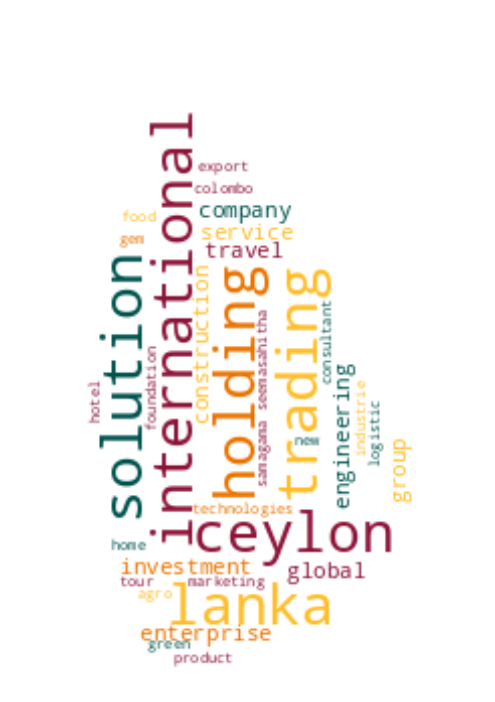 international
export
colombo
company
food
service
gem
travel
solution
construction
holding
trading
samagama seemasahitha
consultant
foundation
hotel
engineering
industrie
logistic
new
group
technologies
ceylon
home
investment
global
tour
marketing
agro
lanka
enterprise
green
product